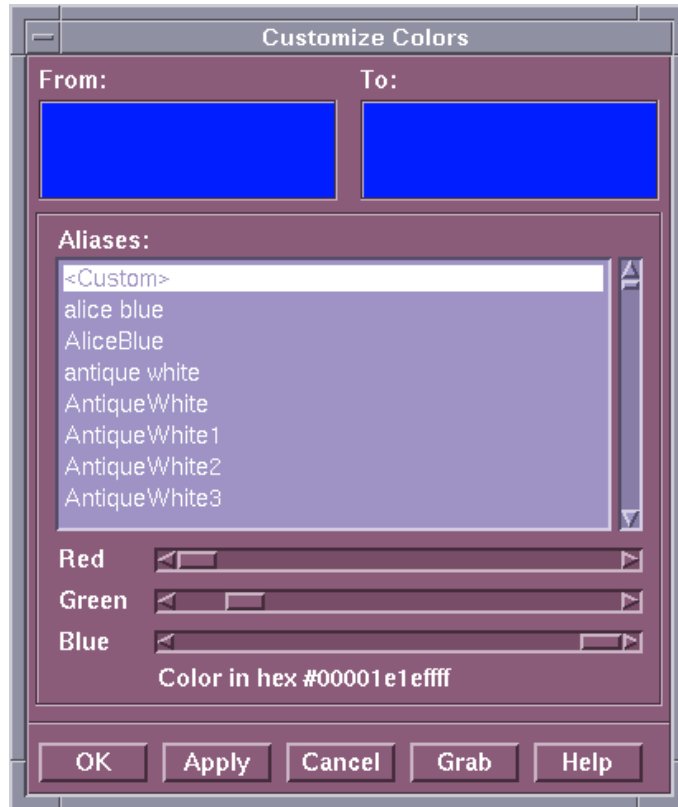 Customize Colors
From: To:
Aliases:
<Custom>
alice blue
AliceBlue
antique white
AntiqueWhite
AntiqueWhite1
AntiqueWhite2
AntiqueWhite3
Red
Green
Blue
Color in hex #00001e1effff
OK Apply Cancel Grab Help